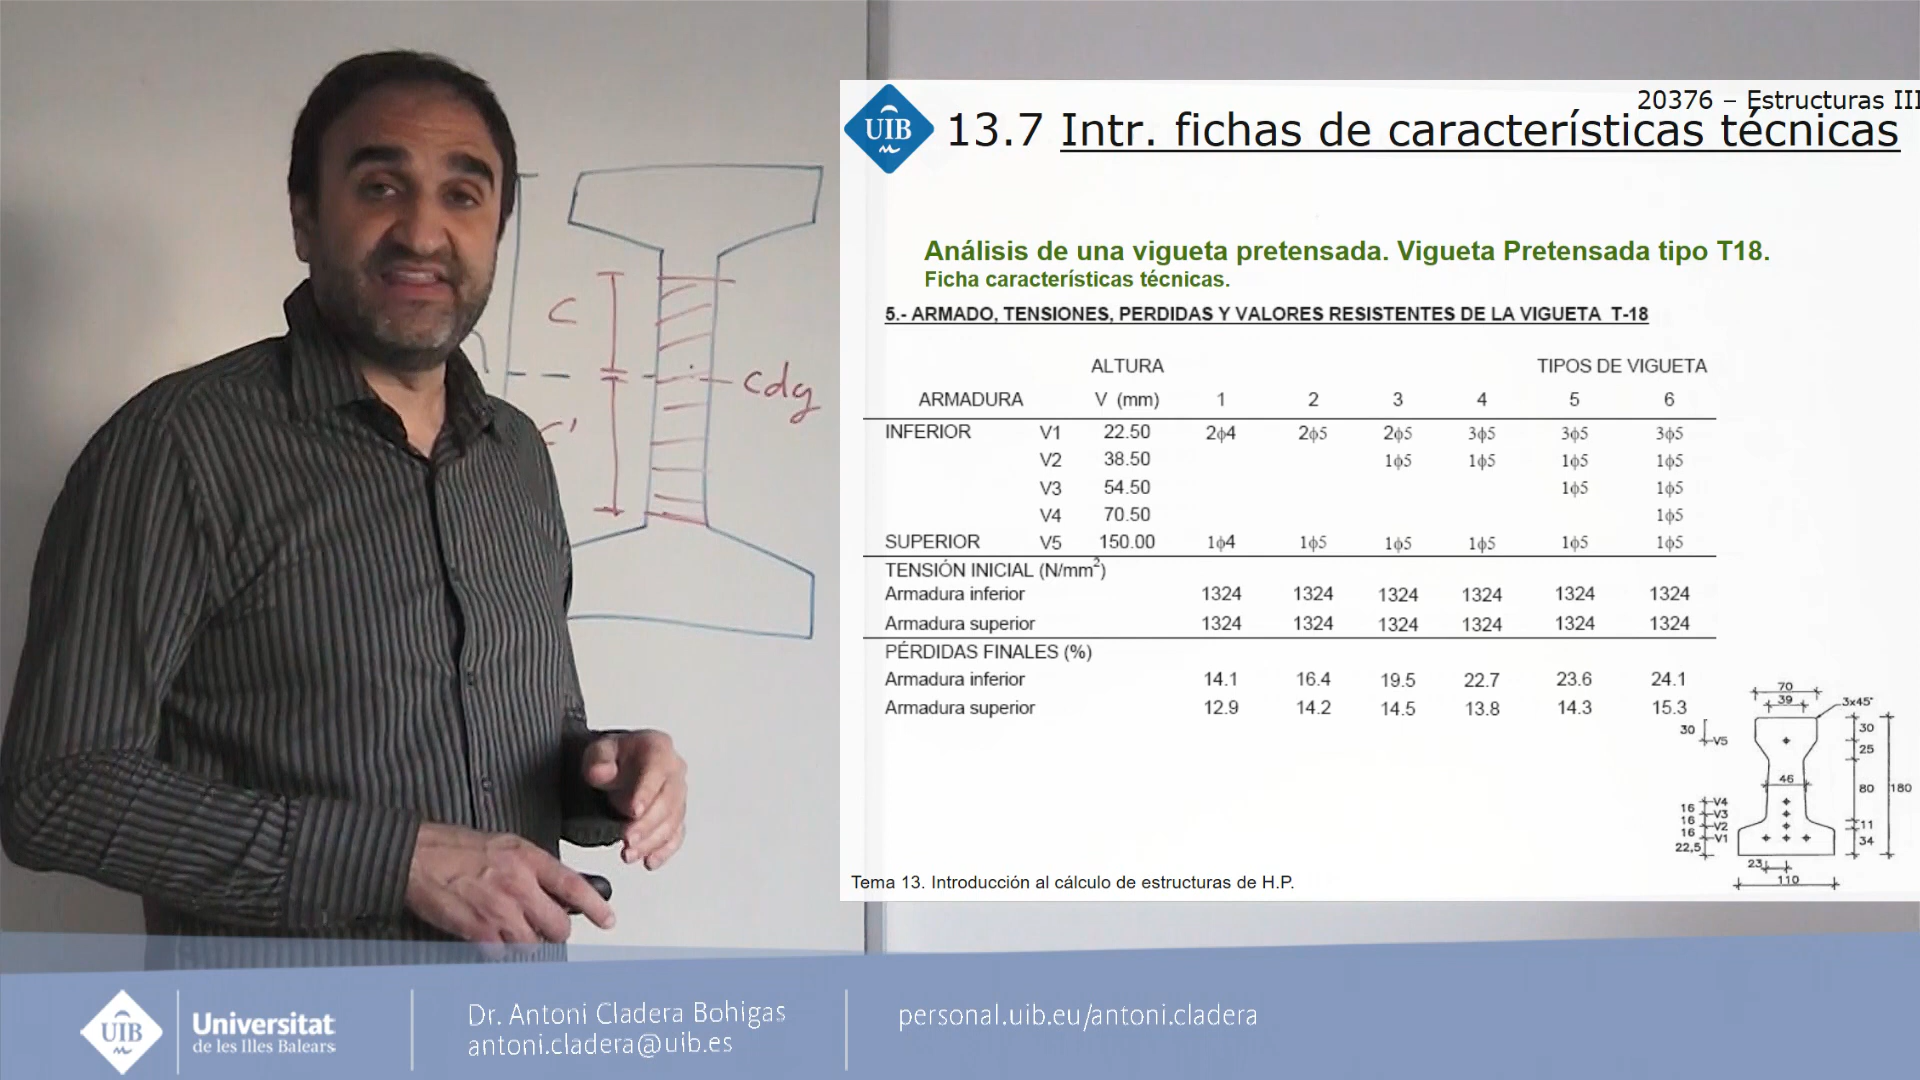 20376 – Estructuras III
UIB
13.7 Intr. fichas de características técnicas
Análisis de una vigueta pretensada. Vigueta Pretensada tipo T18.
Ficha características técnicas.
5.- ARMADO, TENSIONES, PERDIDAS Y VALORES RESISTENTES DE LA VIGUETA T-18
ALTURA TIPOS DE VIGUETA
ARMADURA V (mm) 1 2 3 4 5 6
INFERIOR V1 22.50 2ϕ4 2ϕ5 2ϕ5 3ϕ5 3ϕ5 3ϕ5
V2 38.50 1ϕ5 1ϕ5 1ϕ5 1ϕ5
V3 54.50 1ϕ5 1ϕ5
V4 70.50 1ϕ5
SUPERIOR V5 150.00 1ϕ4 1ϕ5 1ϕ5 1ϕ5 1ϕ5 1ϕ5
TENSIÓN INICIAL (N/mm²)
Armadura inferior 1324 1324 1324 1324 1324 1324
Armadura superior 1324 1324 1324 1324 1324 1324
PÉRDIDAS FINALES (%)
Armadura inferior 14.1 16.4 19.5 22.7 23.6 24.1
Armadura superior 12.9 14.2 14.5 13.8 14.3 15.3
70
39 3x45°
30 V5 30
25
46
80 180
16 V4
16 V3
16 V2 11
22,5 V1 34
23
110
Tema 13. Introducción al cálculo de estructuras de H.P.
c
cdg
c'
UIB
Universitat
de les Illes Balears
Dr. Antoni Cladera Bohigas
antoni.cladera@uib.es
personal.uib.eu/antoni.cladera